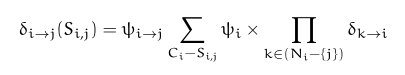 δ_{i→j}(S_{i,j}) = ψ_{i→j} ∑_{C_i−S_{i,j}} ψ_i × ∏_{k∈(N_i−{j})} δ_{k→i}